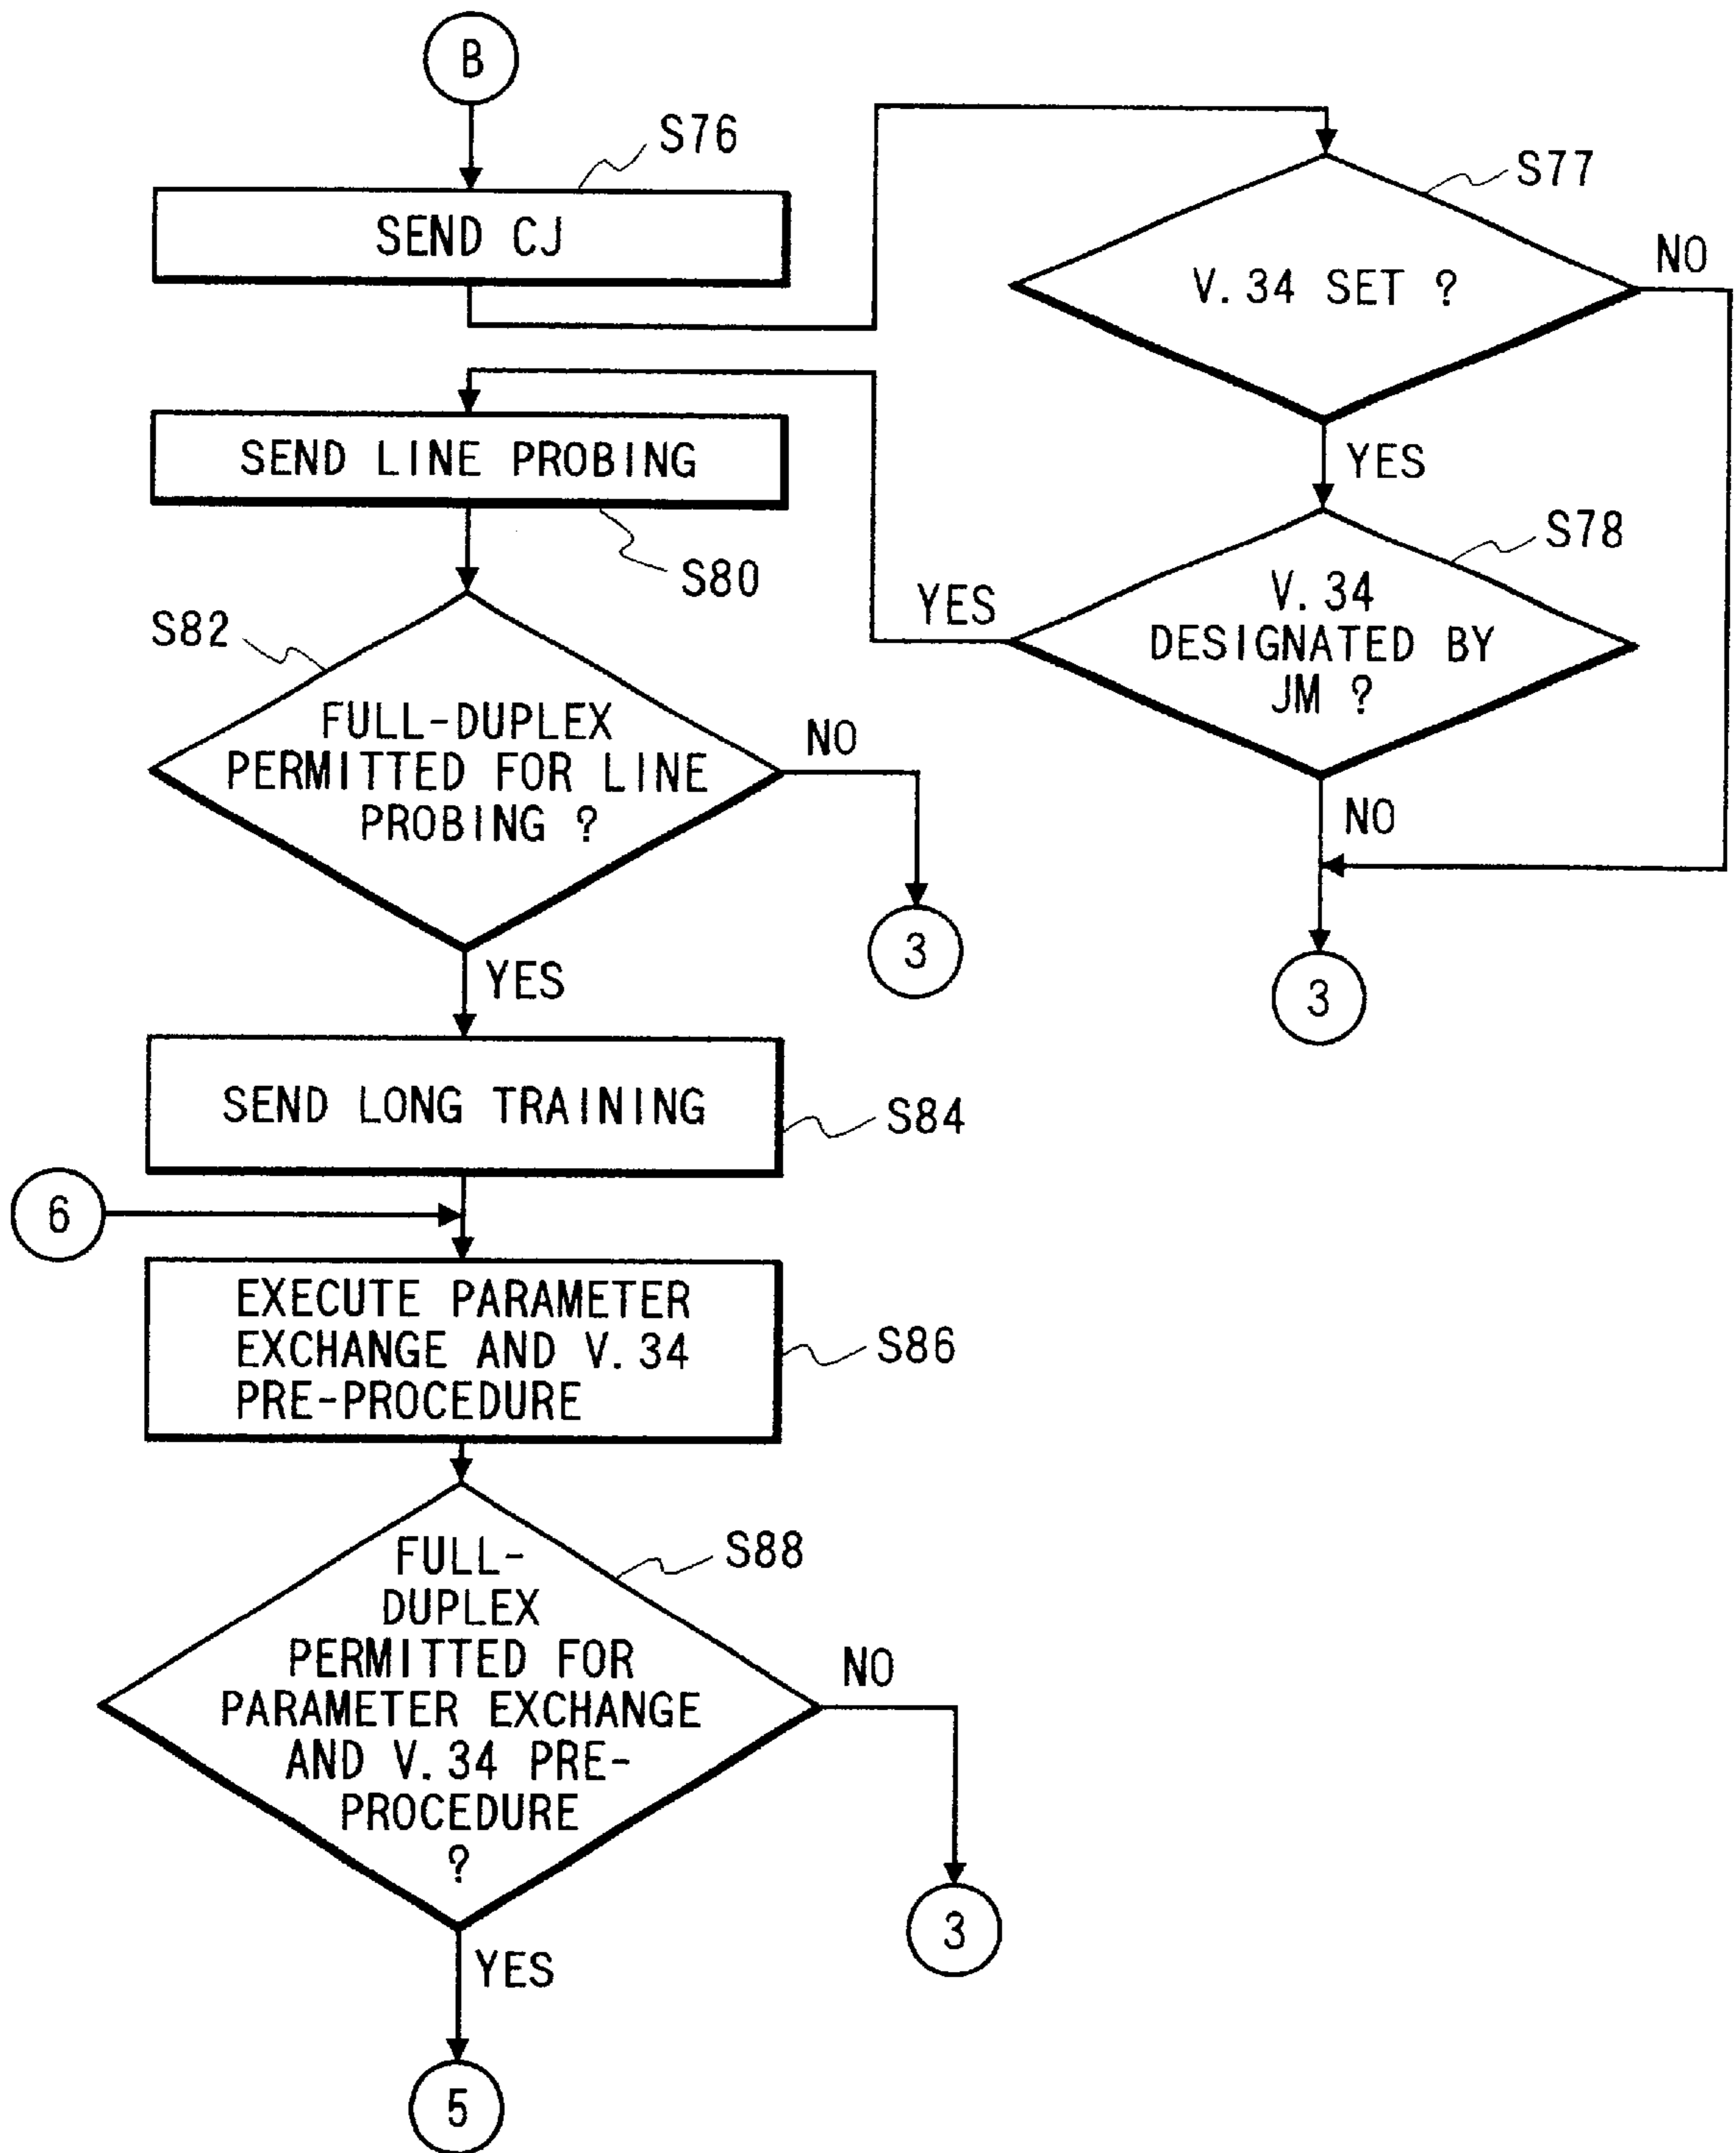 B
S76
SEND CJ
S77
V.34 SET ?
NO
YES
S78
V.34
DESIGNATED BY
JM ?
YES
NO
3
SEND LINE PROBING
S80
S82
FULL-DUPLEX
PERMITTED FOR LINE
PROBING ?
NO
3
YES
SEND LONG TRAINING
S84
6
EXECUTE PARAMETER
EXCHANGE AND V.34
PRE-PROCEDURE
S86
S88
FULL-
DUPLEX
PERMITTED FOR
PARAMETER EXCHANGE
AND V.34 PRE-
PROCEDURE
?
NO
3
YES
5